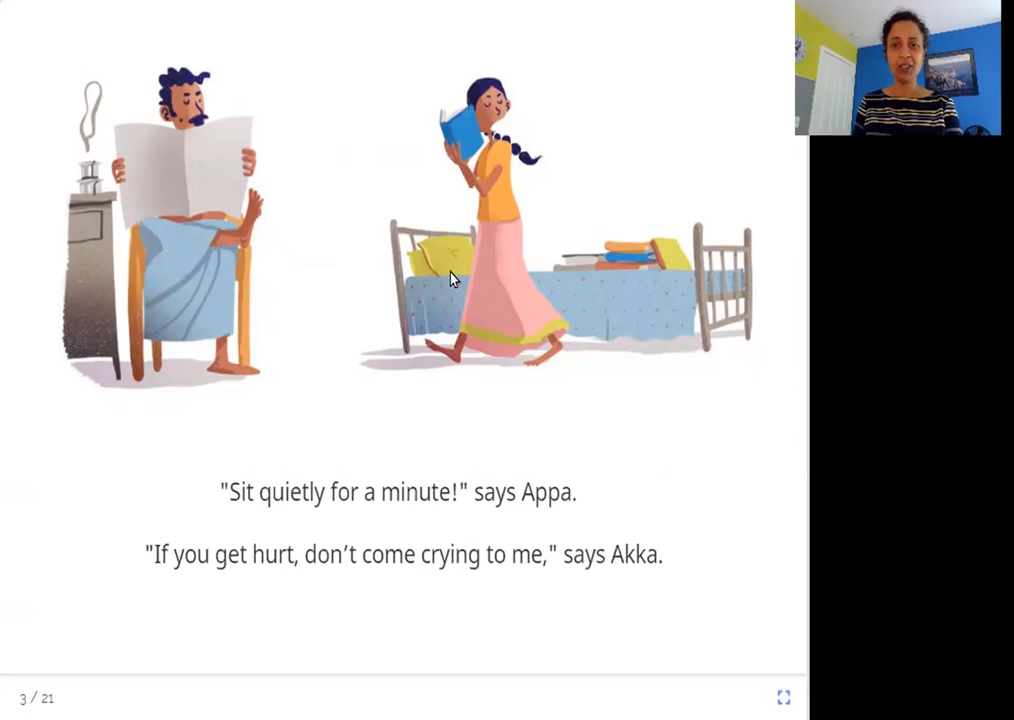 "Sit quietly for a minute!" says Appa.
"If you get hurt, don’t come crying to me," says Akka.
3 / 21